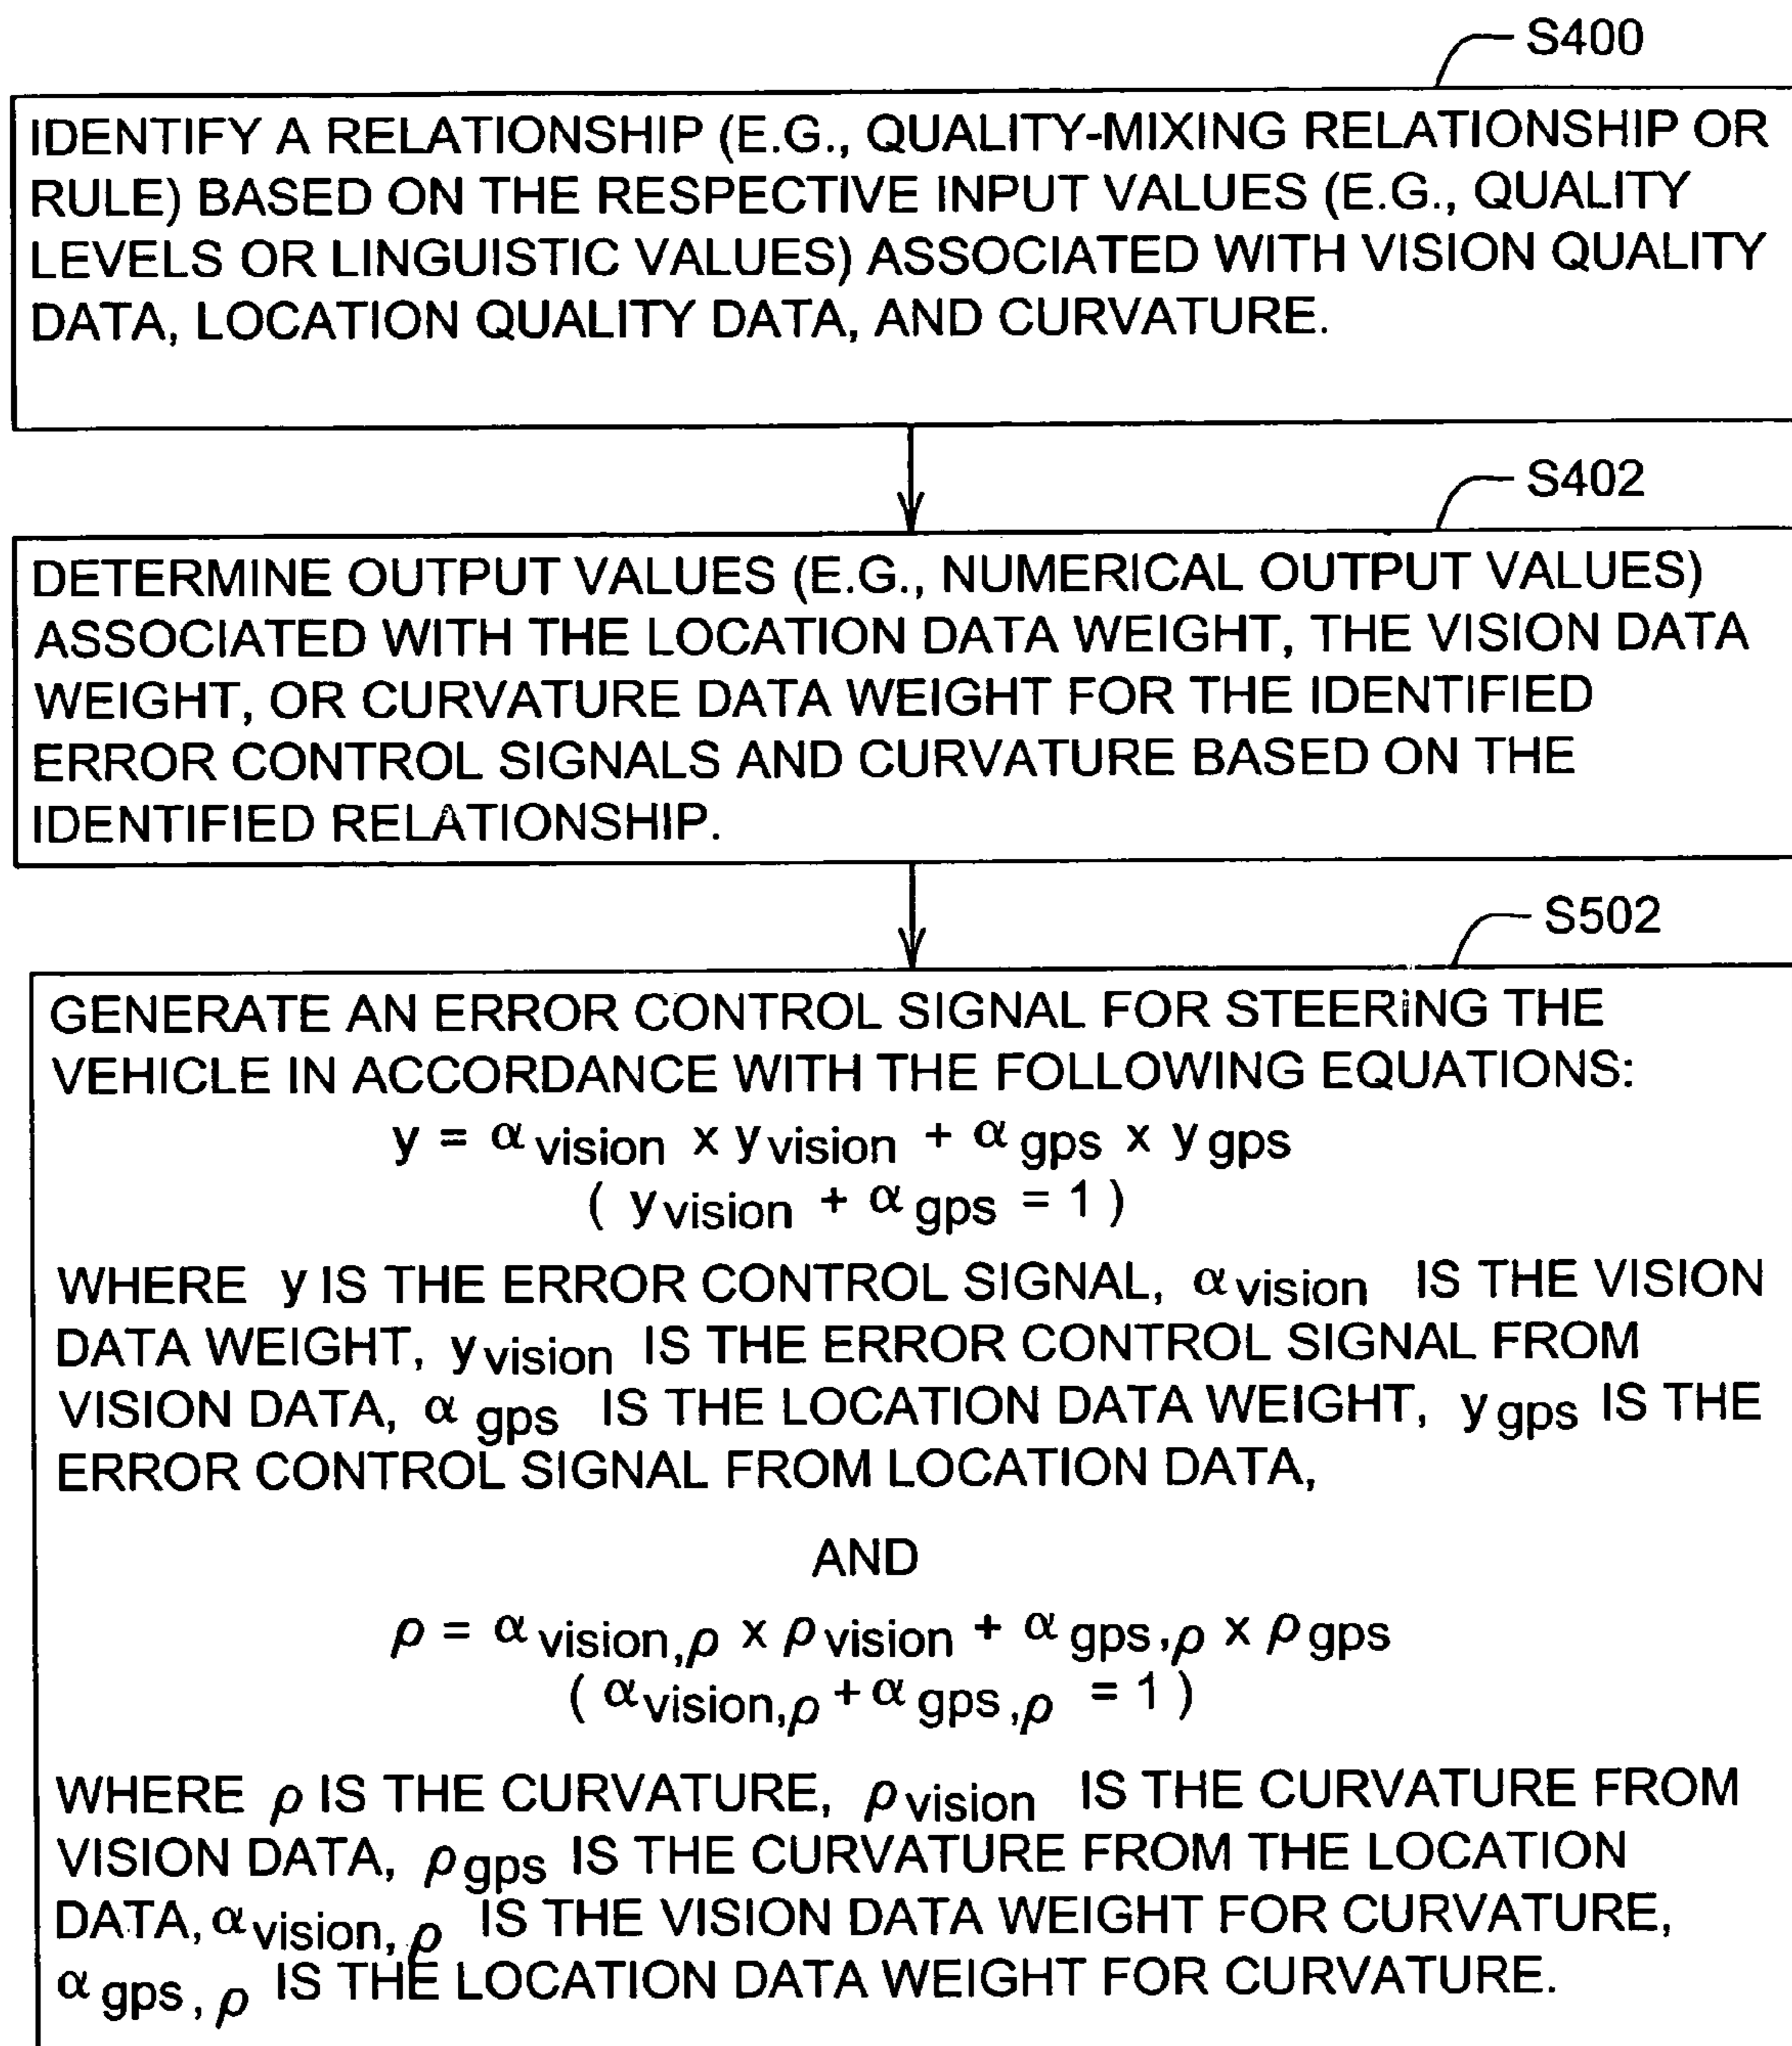 S400
IDENTIFY A RELATIONSHIP (E.G., QUALITY-MIXING RELATIONSHIP OR
RULE) BASED ON THE RESPECTIVE INPUT VALUES (E.G., QUALITY
LEVELS OR LINGUISTIC VALUES) ASSOCIATED WITH VISION QUALITY
DATA, LOCATION QUALITY DATA, AND CURVATURE.
S402
DETERMINE OUTPUT VALUES (E.G., NUMERICAL OUTPUT VALUES)
ASSOCIATED WITH THE LOCATION DATA WEIGHT, THE VISION DATA
WEIGHT, OR CURVATURE DATA WEIGHT FOR THE IDENTIFIED
ERROR CONTROL SIGNALS AND CURVATURE BASED ON THE
IDENTIFIED RELATIONSHIP.
S502
GENERATE AN ERROR CONTROL SIGNAL FOR STEERING THE
VEHICLE IN ACCORDANCE WITH THE FOLLOWING EQUATIONS:
y = α vision x y vision + α gps x y gps
( y vision + α gps = 1 )
WHERE y IS THE ERROR CONTROL SIGNAL, α vision IS THE VISION
DATA WEIGHT, y vision IS THE ERROR CONTROL SIGNAL FROM
VISION DATA, α gps IS THE LOCATION DATA WEIGHT, y gps IS THE
ERROR CONTROL SIGNAL FROM LOCATION DATA,
AND
ρ = α vision,ρ x ρ vision + α gps,ρ x ρ gps
( α vision,ρ + α gps,ρ = 1 )
WHERE ρ IS THE CURVATURE, ρ vision IS THE CURVATURE FROM
VISION DATA, ρ gps IS THE CURVATURE FROM THE LOCATION
DATA, α vision,ρ IS THE VISION DATA WEIGHT FOR CURVATURE,
α gps,ρ IS THE LOCATION DATA WEIGHT FOR CURVATURE.